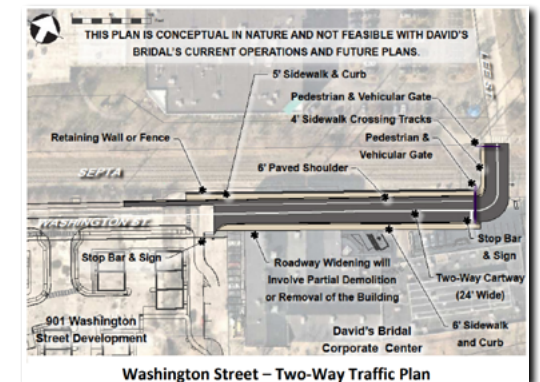 THIS PLAN IS CONCEPTUAL IN NATURE AND NOT FEASIBLE WITH DAVID'S
BRIDAL'S CURRENT OPERATIONS AND FUTURE PLANS.
5' Sidewalk & Curb
Pedestrian & Vehicular Gate
4' Sidewalk Crossing Tracks
Retaining Wall or Fence
Pedestrian &
Vehicular Gate
6' Paved Shoulder
SEPTA
WASHINGTON ST.
Stop Bar & Sign
Roadway Widening will
Involve Partial Demolition
or Removal of the Building
Stop Bar
& Sign
Two-Way Cartway
(24' Wide)
901 Washington
Street Development
David's Bridal
Corporate Center
6' Sidewalk
and Curb
Washington Street – Two-Way Traffic Plan